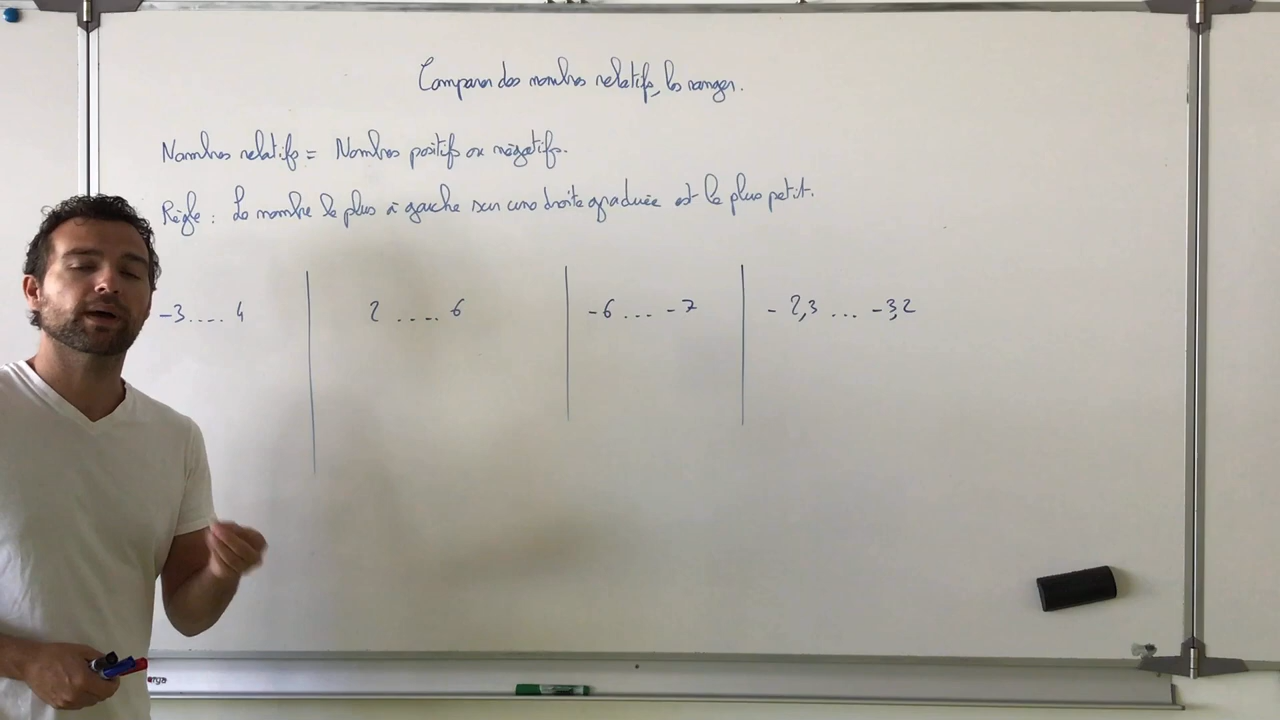 Comparer des nombres relatifs, les ranger.
Nombres relatifs = Nombres positifs ou négatifs.
Règle : Le nombre le plus à gauche sur une droite graduée est le plus petit.
-3..... 4 2 ..... 6 -6 ... -7 -2,3 ... -3,2